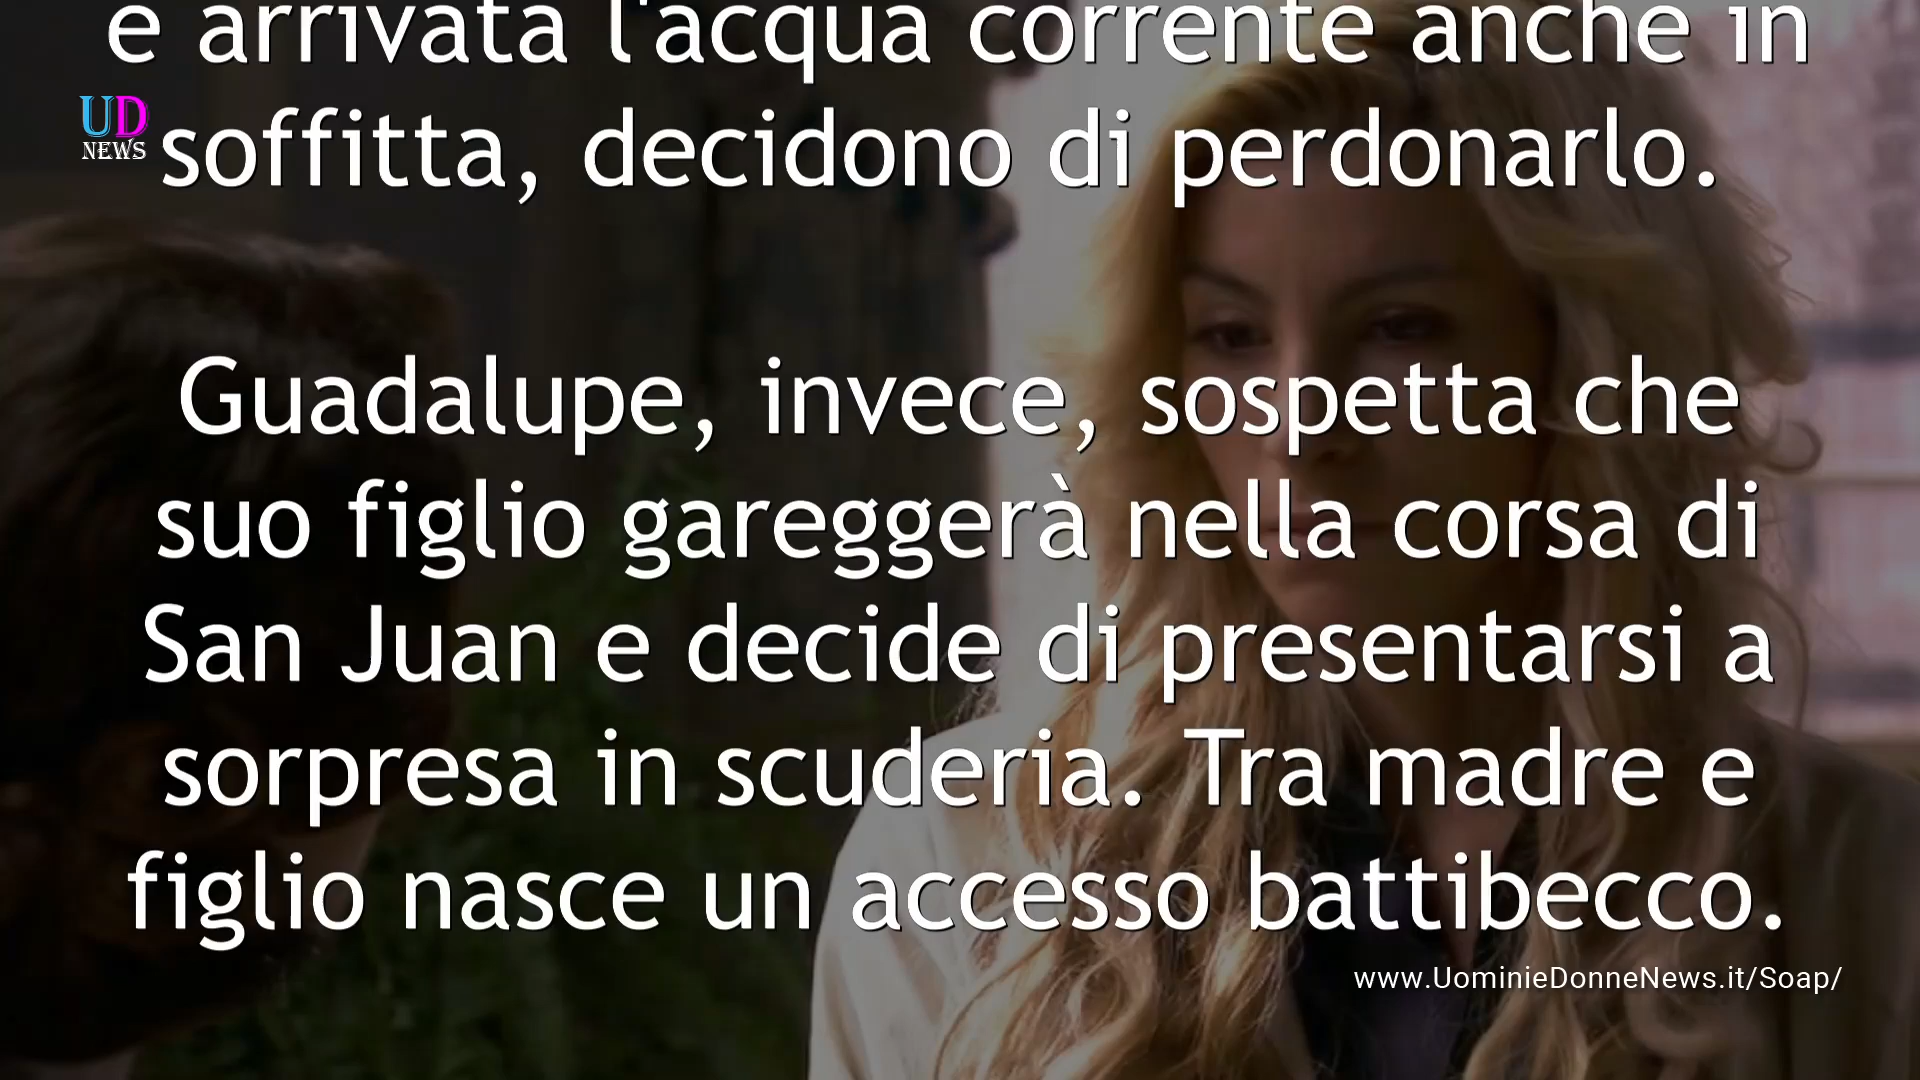 è arrivata l'acqua corrente anche in
UD
NEWS
soffitta, decidono di perdonarlo.
Guadalupe, invece, sospetta che
suo figlio gareggerà nella corsa di
San Juan e decide di presentarsi a
sorpresa in scuderia. Tra madre e
figlio nasce un accesso battibecco.
www.UominieDonneNews.it/Soap/